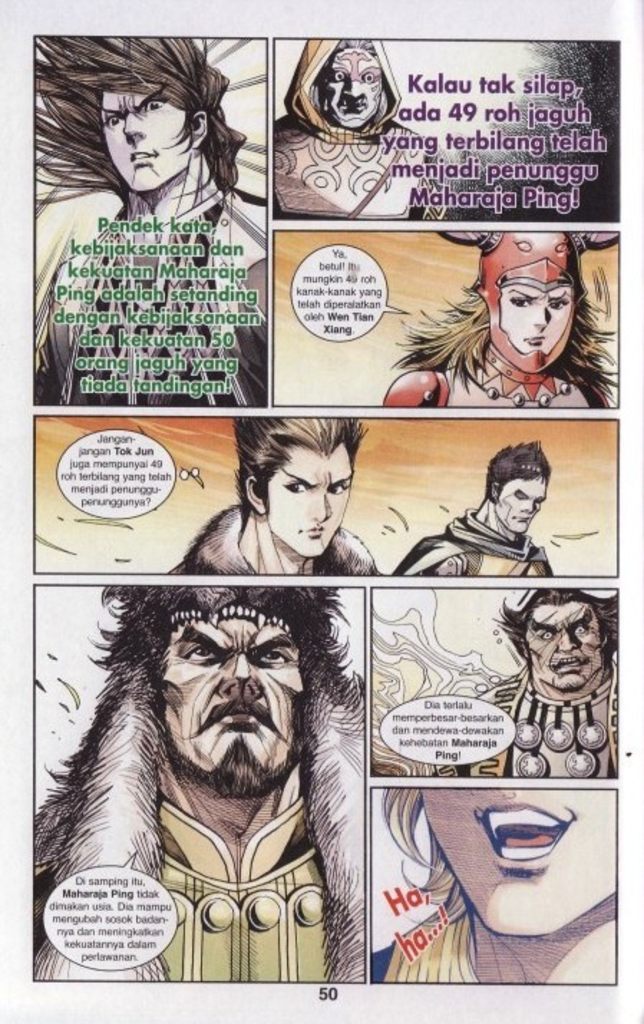 Pendek kata,
kebijaksanaan dan
kekuatan Maharaja
Ping adalah setanding
dengan kebijaksanaan
dan kekuatan 50
orang jaguh yang
tiada tandingan!
Kalau tak silap,
ada 49 roh jaguh
yang terbilang telah
menjadi penunggu
Maharaja Ping!
Ya,
betul! Itu
mungkin 49 roh
kanak-kanak yang
telah diperalatkan
oleh Wen Tian
Xiang.
Jangan-
jangan Tok Jun
juga mempunyai 49
roh terbilang yang telah
menjadi penunggu-
penunggunya?
Di samping itu,
Maharaja Ping tidak
dimakan usia. Dia mampu
mengubah sosok badan-
nya dan meningkatkan
kekuatannya dalam
perlawanan.
Dia terlalu
memperbesar-besarkan
dan mendewa-dewakan
kehebatan Maharaja
Ping!
Ha,
ha...!
50